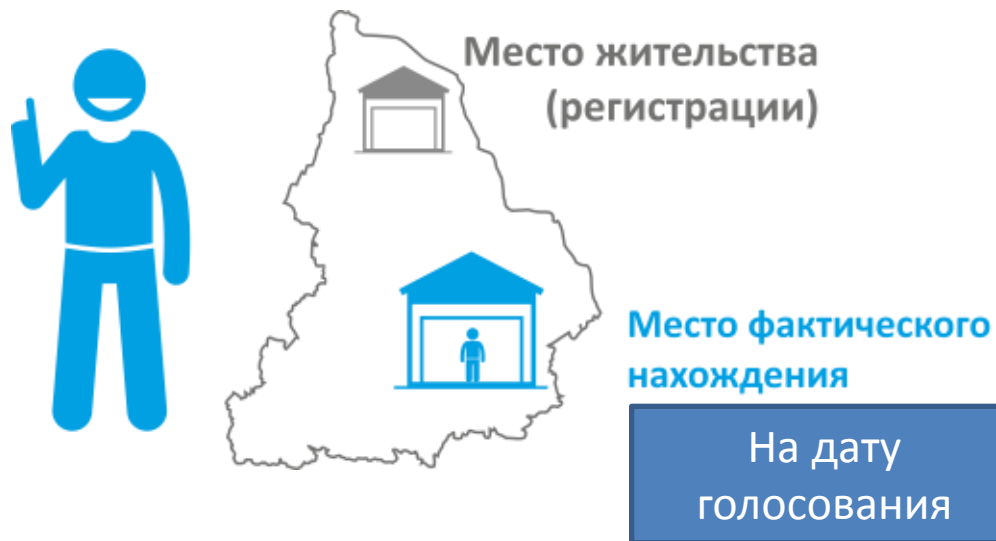 Место жительства
(регистрации)
Место фактического
нахождения
На дату
голосования